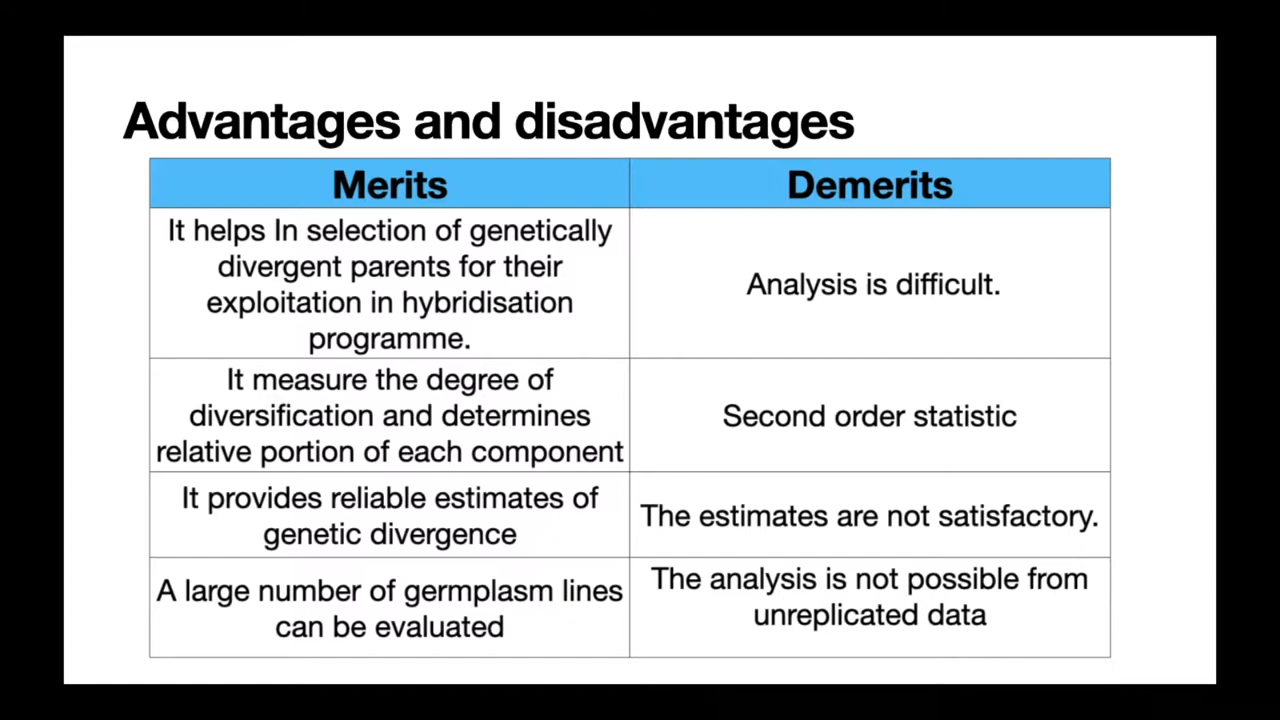 Advantages and disadvantages
Merits
Demerits
It helps In selection of genetically
divergent parents for their
exploitation in hybridisation
programme.
Analysis is difficult.
It measure the degree of
diversification and determines
relative portion of each component
Second order statistic
It provides reliable estimates of
genetic divergence
The estimates are not satisfactory.
A large number of germplasm lines
can be evaluated
The analysis is not possible from
unreplicated data